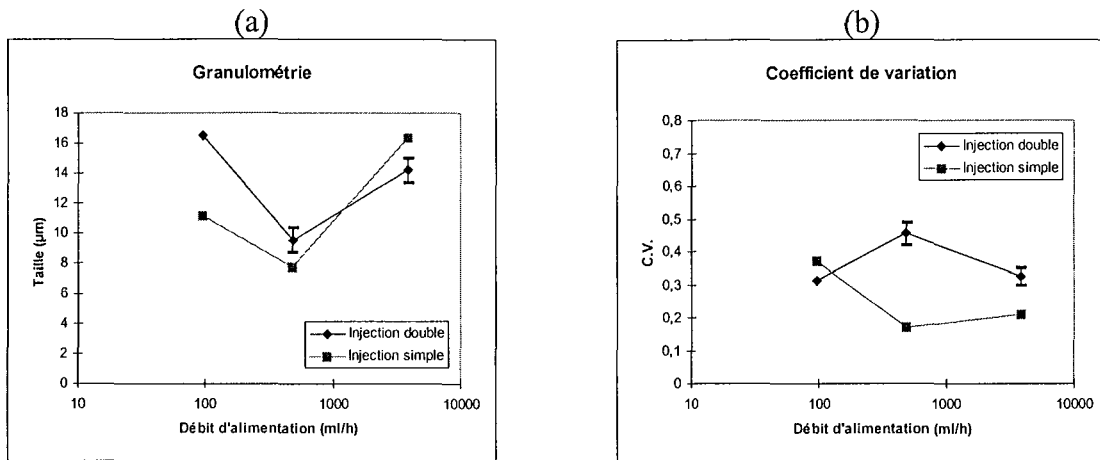 (a)
Granulométrie
18
16
14
12
10
8
6
4
2
0
Taille (µm)
10
100
1000
10000
Débit d'alimentation (ml/h)
Injection double
Injection simple
(b)
Coefficient de variation
0,8
0,7
0,6
0,5
0,4
0,3
0,2
0,1
0
C.V.
10
100
1000
10000
Débit d'alimentation (ml/h)
Injection double
Injection simple